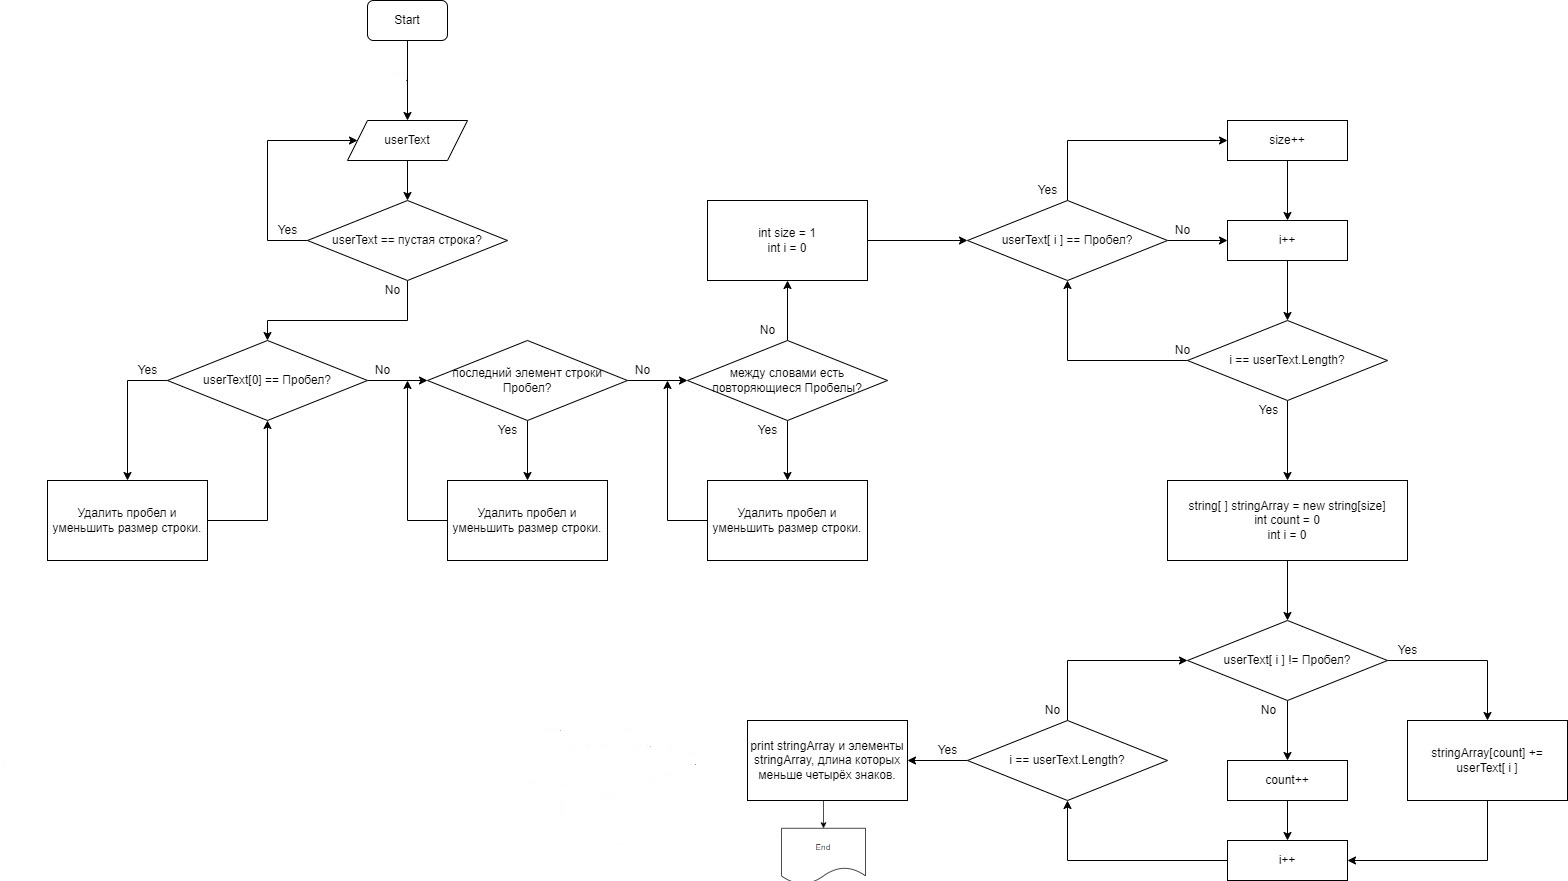 Start
userText
userText == пустая строка?
Yes
No
userText[0] == Пробел?
Yes
No
Удалить пробел и
уменьшить размер строки.
последний элемент строки
Пробел?
No
Yes
Удалить пробел и
уменьшить размер строки.
между словами есть
повторяющиеся Пробелы?
No
Yes
Удалить пробел и
уменьшить размер строки.
int size = 1
int i = 0
userText[ i ] == Пробел?
Yes
No
size++
i++
i == userText.Length?
No
Yes
string[ ] stringArray = new string[size]
int count = 0
int i = 0
userText[ i ] != Пробел?
Yes
No
stringArray[count] +=
userText[ i ]
count++
i++
i == userText.Length?
No
Yes
print stringArray и элементы
stringArray, длина которых
меньше четырёх знаков.
End